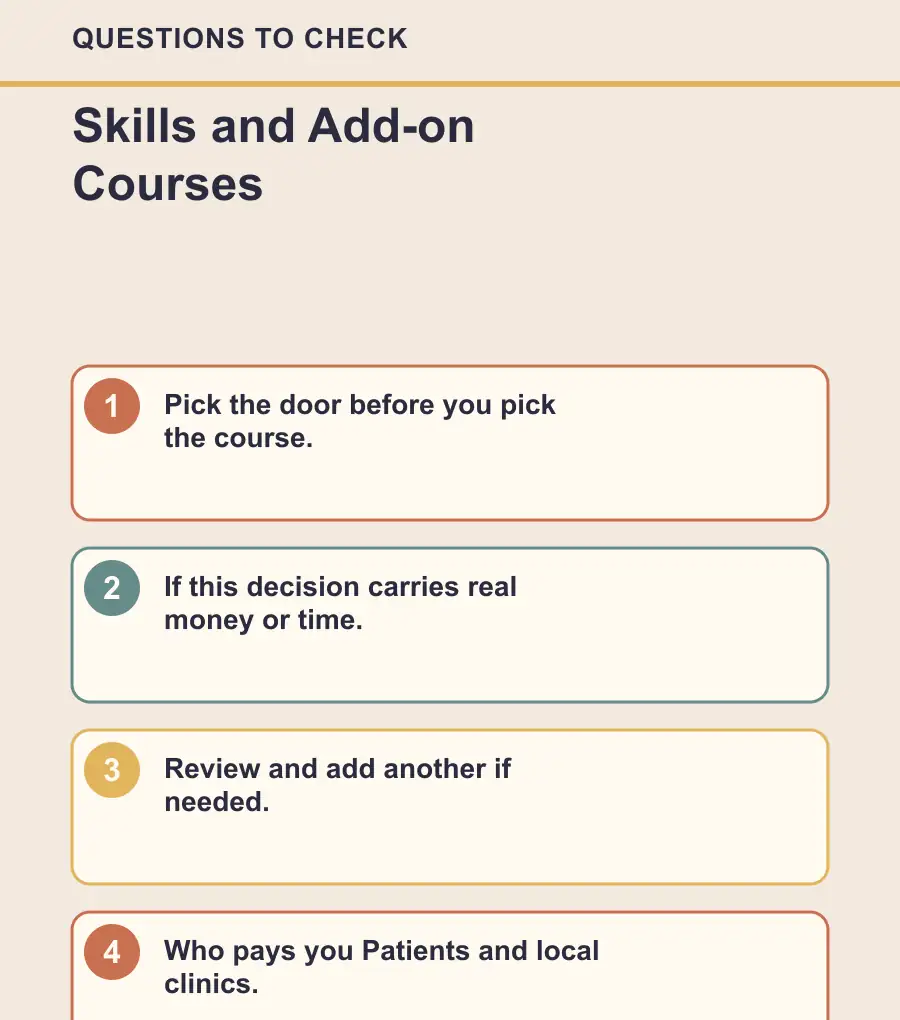 QUESTIONS TO CHECK
Skills and Add-on
Courses
1
Pick the door before you pick
the course.
2
If this decision carries real
money or time.
3
Review and add another if
needed.
4
Who pays you Patients and local
clinics.